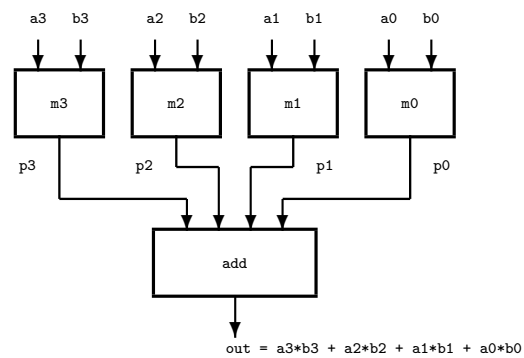 a3 b3 a2 b2 a1 b1 a0 b0
m3 m2 m1 m0
p3 p2 p1 p0
add
out = a3*b3 + a2*b2 + a1*b1 + a0*b0